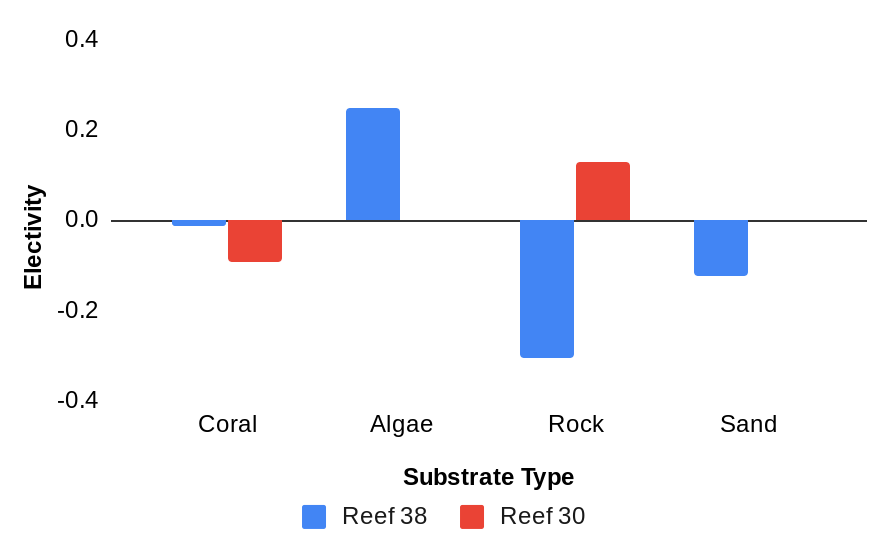 0.4
0.2
0.0
-0.2
-0.4
Electivity
Coral Algae Rock Sand
Substrate Type
Reef 38 Reef 30